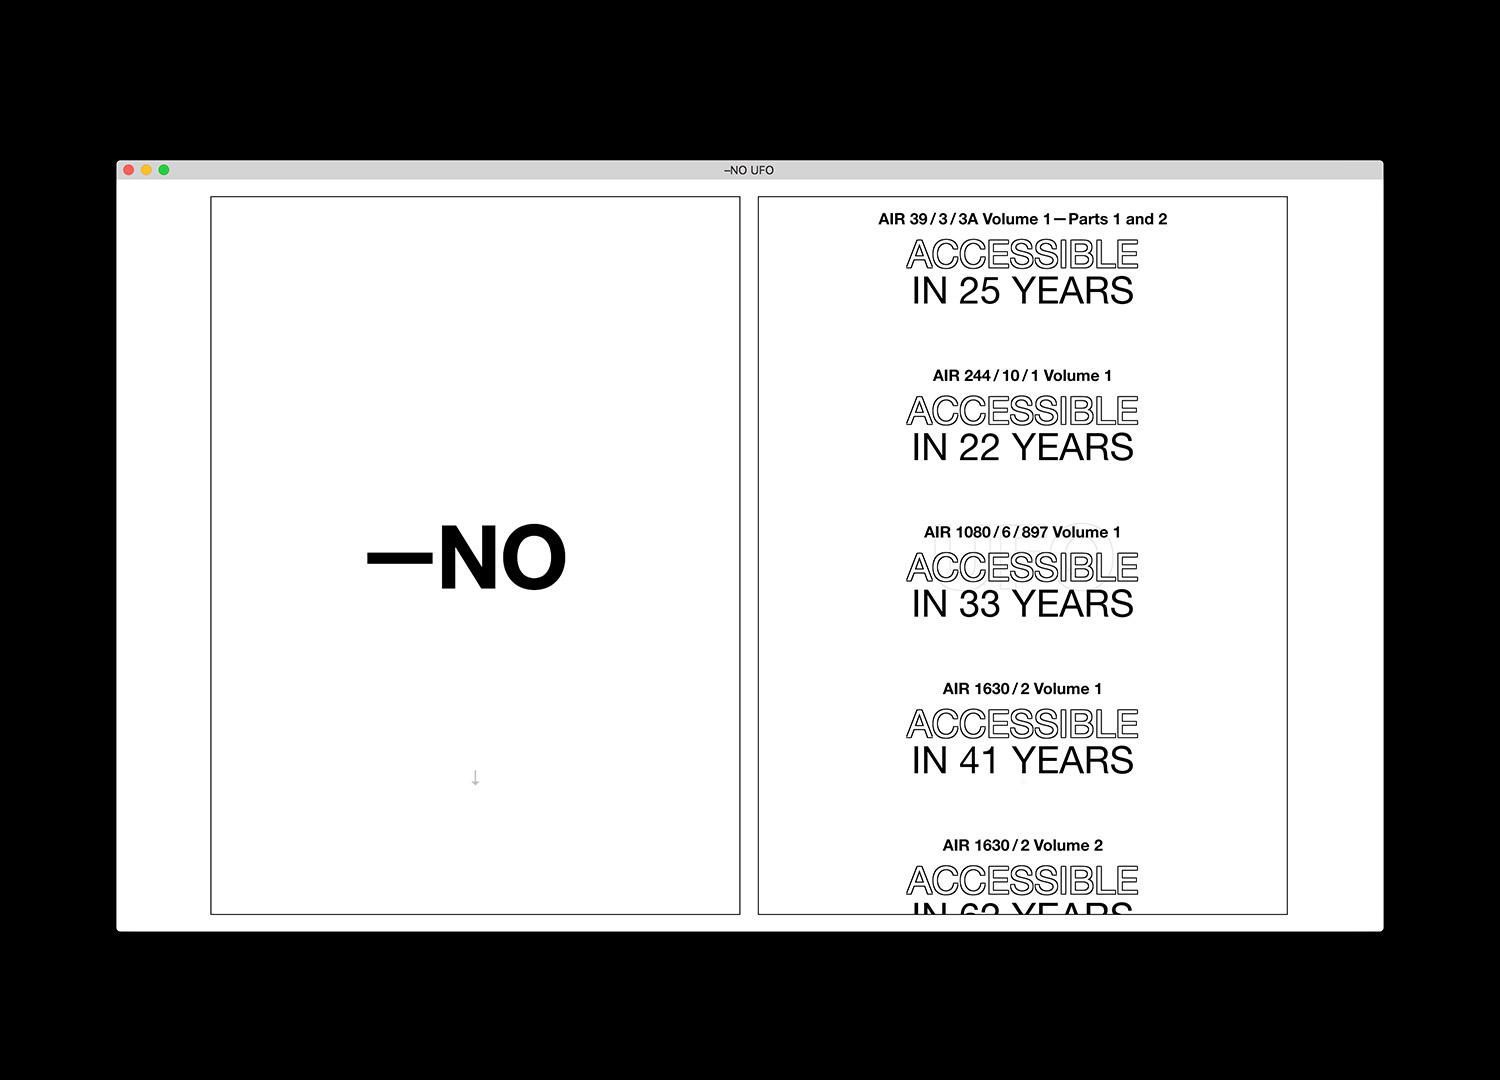 –NO UFO
—NO
↓
AIR 39 / 3 / 3A Volume 1 — Parts 1 and 2
ACCESSIBLE
IN 25 YEARS
AIR 244 / 10 / 1 Volume 1
ACCESSIBLE
IN 22 YEARS
AIR 1080 / 6 / 897 Volume 1
ACCESSIBLE
IN 33 YEARS
AIR 1630 / 2 Volume 1
ACCESSIBLE
IN 41 YEARS
AIR 1630 / 2 Volume 2
ACCESSIBLE
IN YEARS